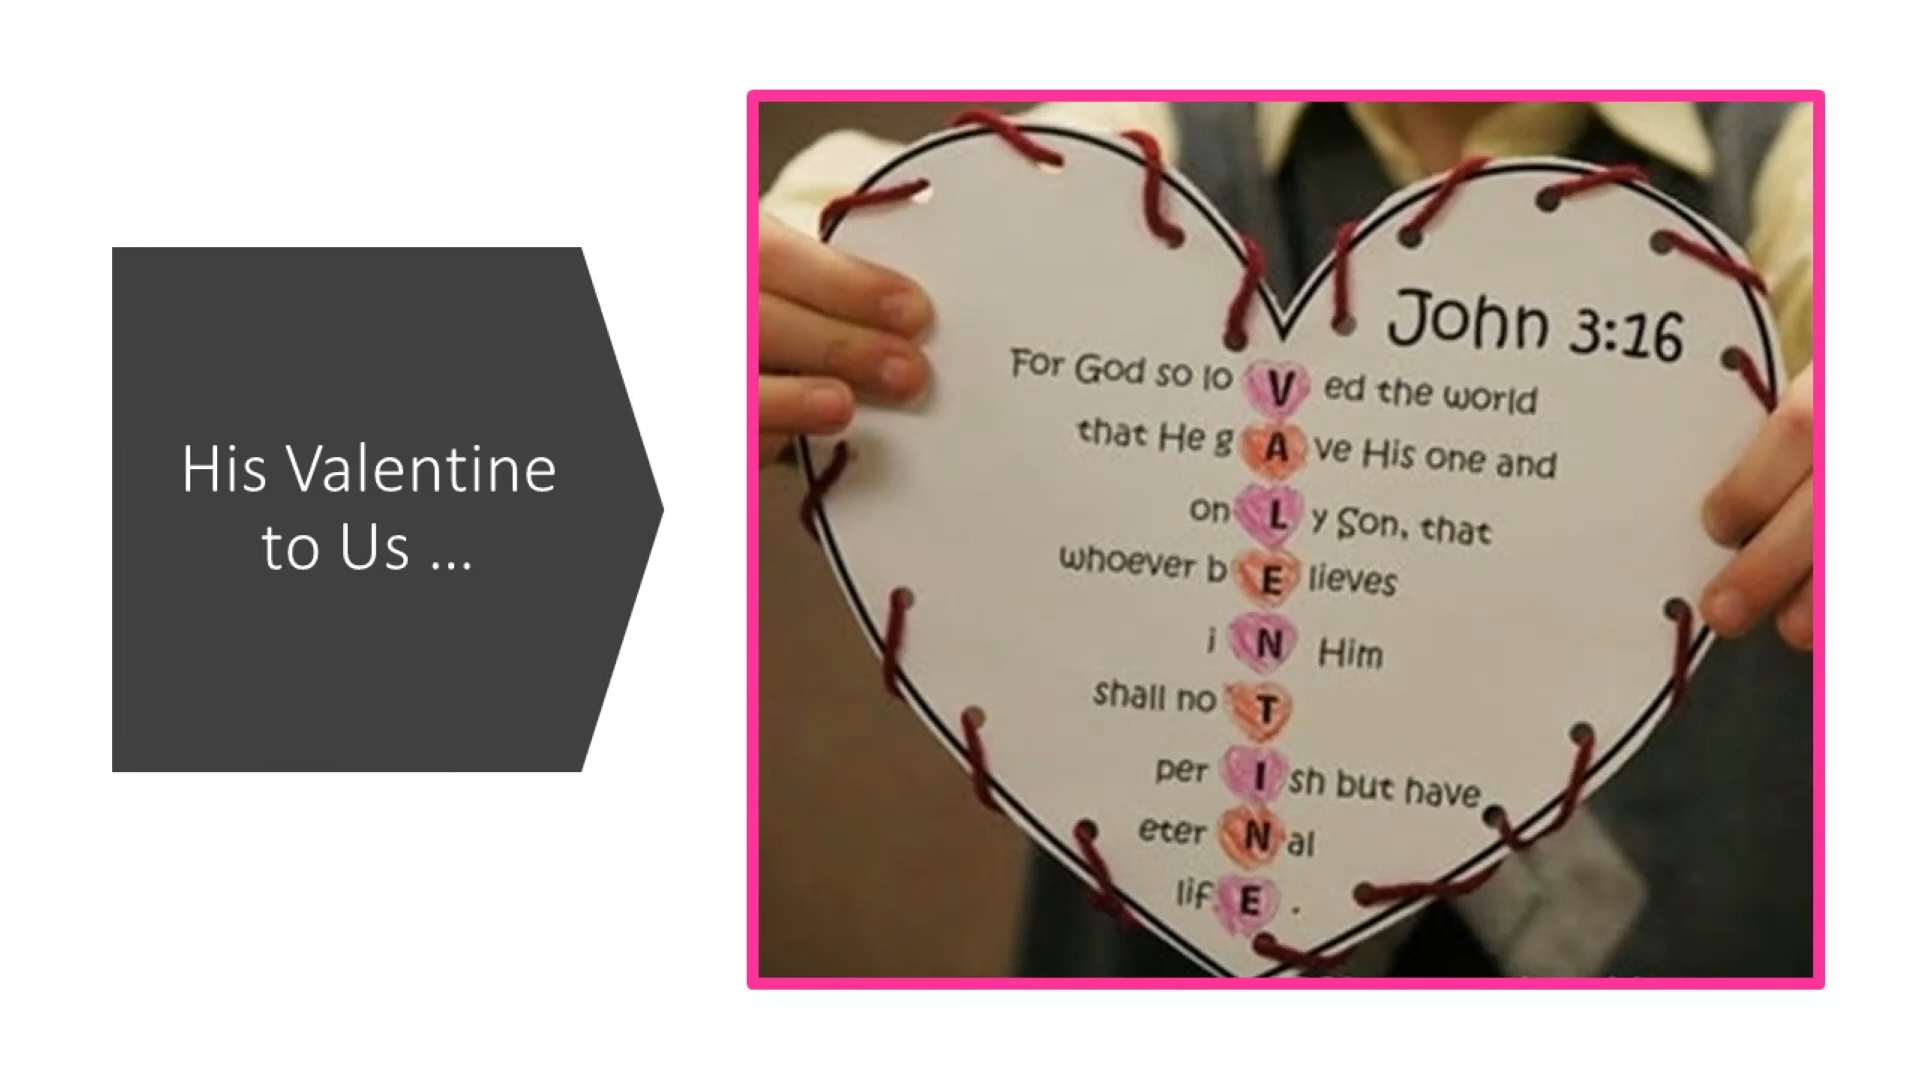 His Valentine
to Us ...
John 3:16
For God so lo V ed the world
that He g A ve His one and
on L y Son, that
whoever b E lieves
i N Him
shall no T
per I sh but have
eter N al
lif E .